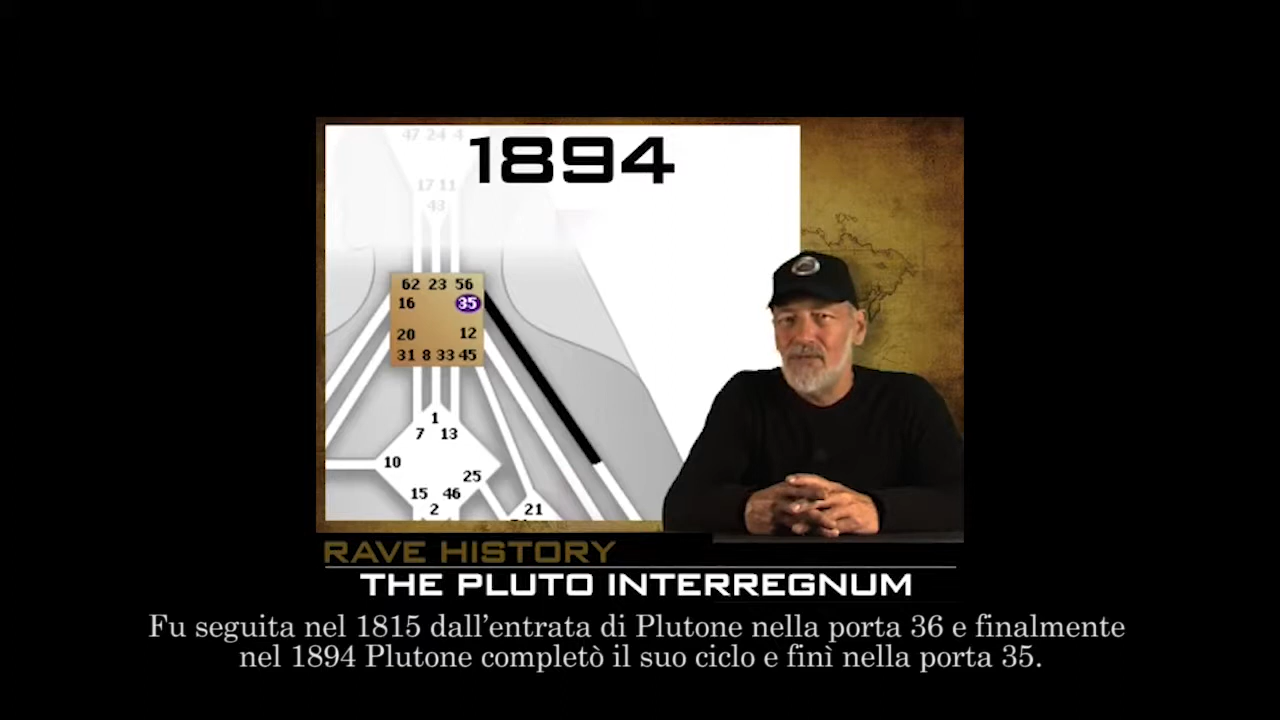 1894
47 24 4
17 11
43
62 23 56
16 35
20 12
31 8 33 45
1
7 13
10
25
15 46
2
21
RAVE HISTORY
THE PLUTO INTERREGNUM
Fu seguita nel 1815 dall'entrata di Plutone nella porta 36 e finalmente
nel 1894 Plutone completò il suo ciclo e finì nella porta 35.